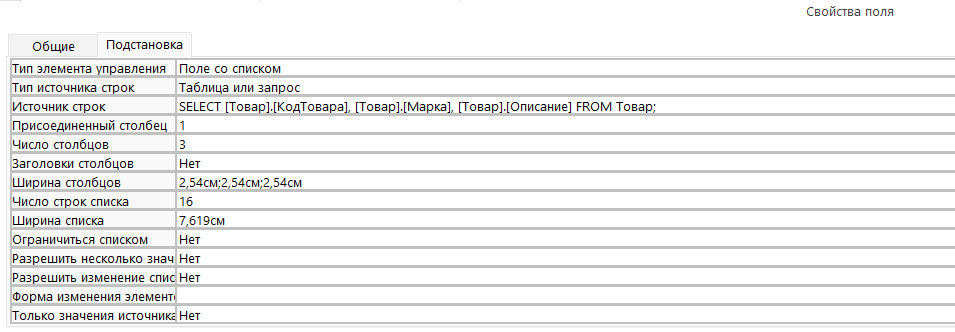 Свойства поля
Общие
Подстановка
Тип элемента управления Поле со списком
Тип источника строк Таблица или запрос
Источник строк SELECT [Товар].[КодТовара], [Товар].[Марка], [Товар].[Описание] FROM Товар;
Присоединенный столбец 1
Число столбцов 3
Заголовки столбцов Нет
Ширина столбцов 2,54см;2,54см;2,54см
Число строк списка 16
Ширина списка 7,619см
Ограничиться списком Нет
Разрешить несколько знач Нет
Разрешить изменение спис Нет
Форма изменения элементо
Только значения источника Нет